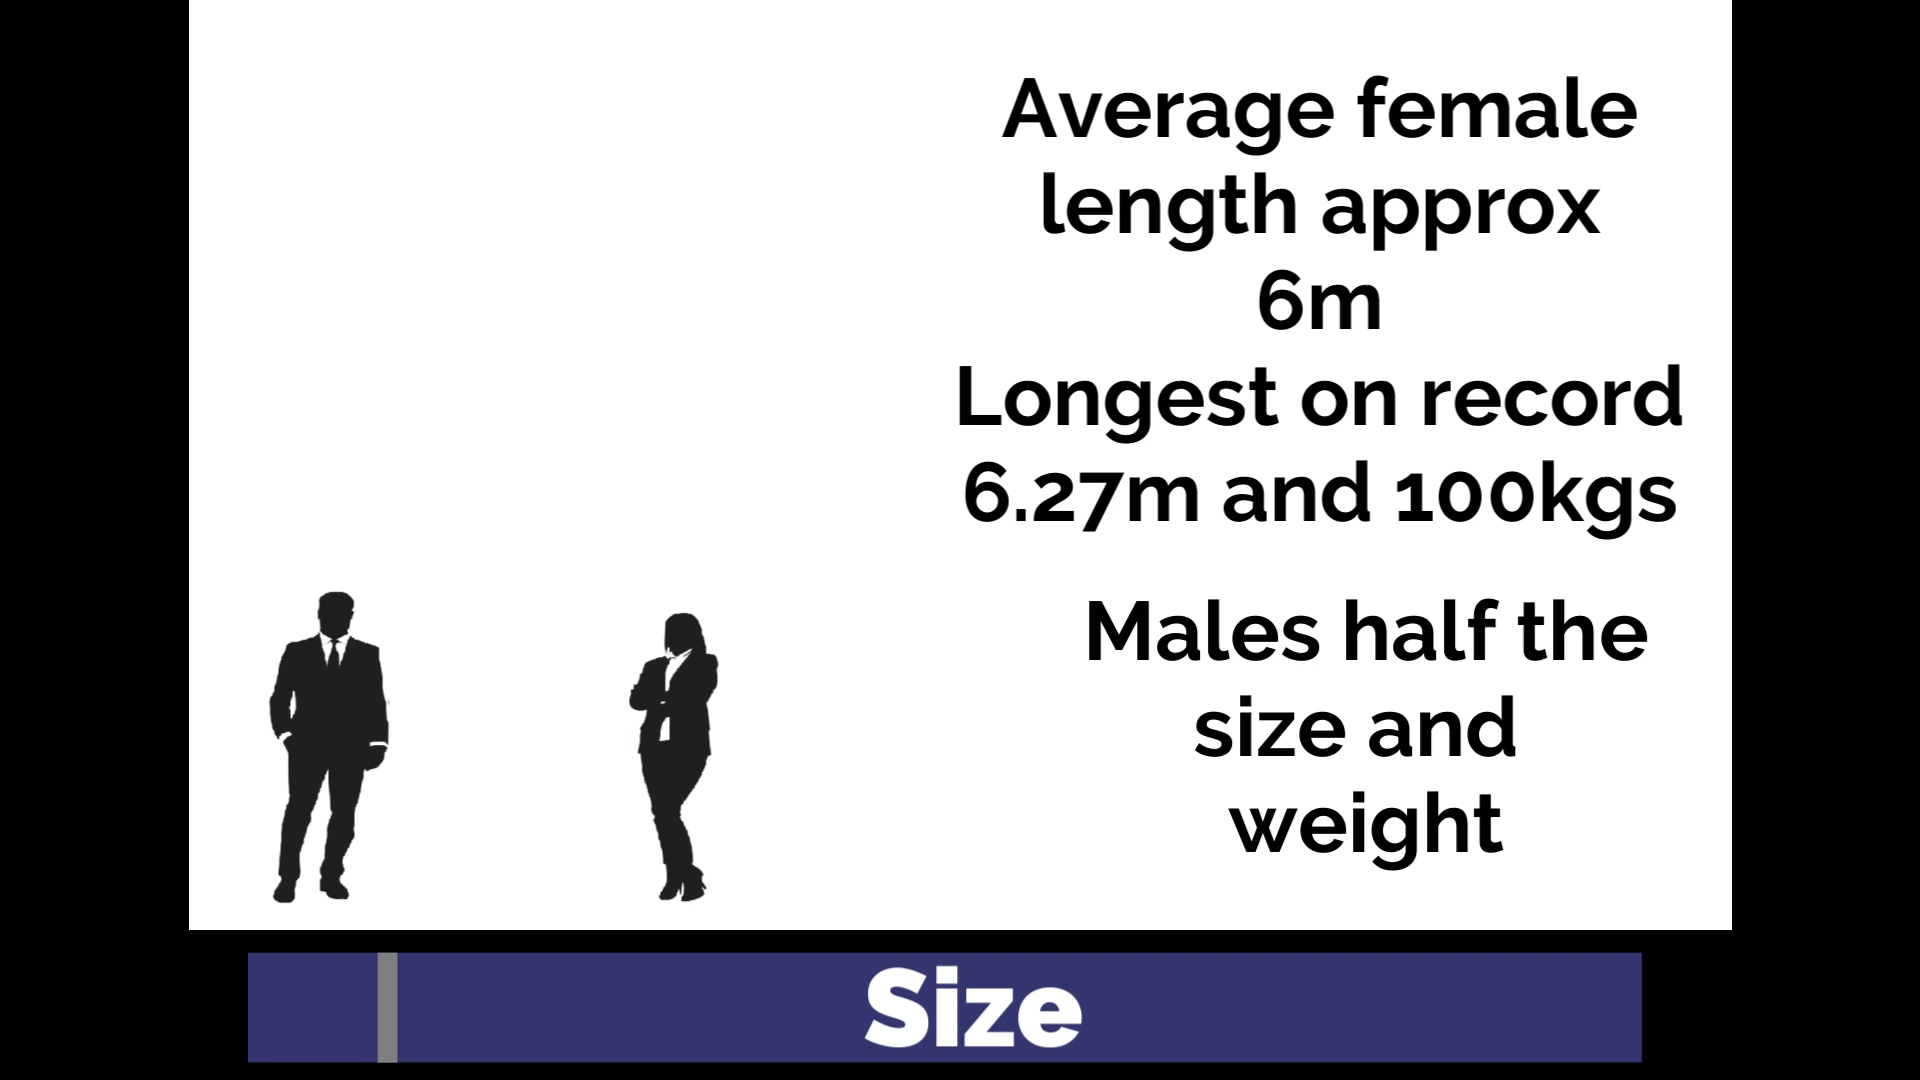 Average female
length approx
6m
Longest on record
6.27m and 100kgs
Males half the
size and
weight
Size